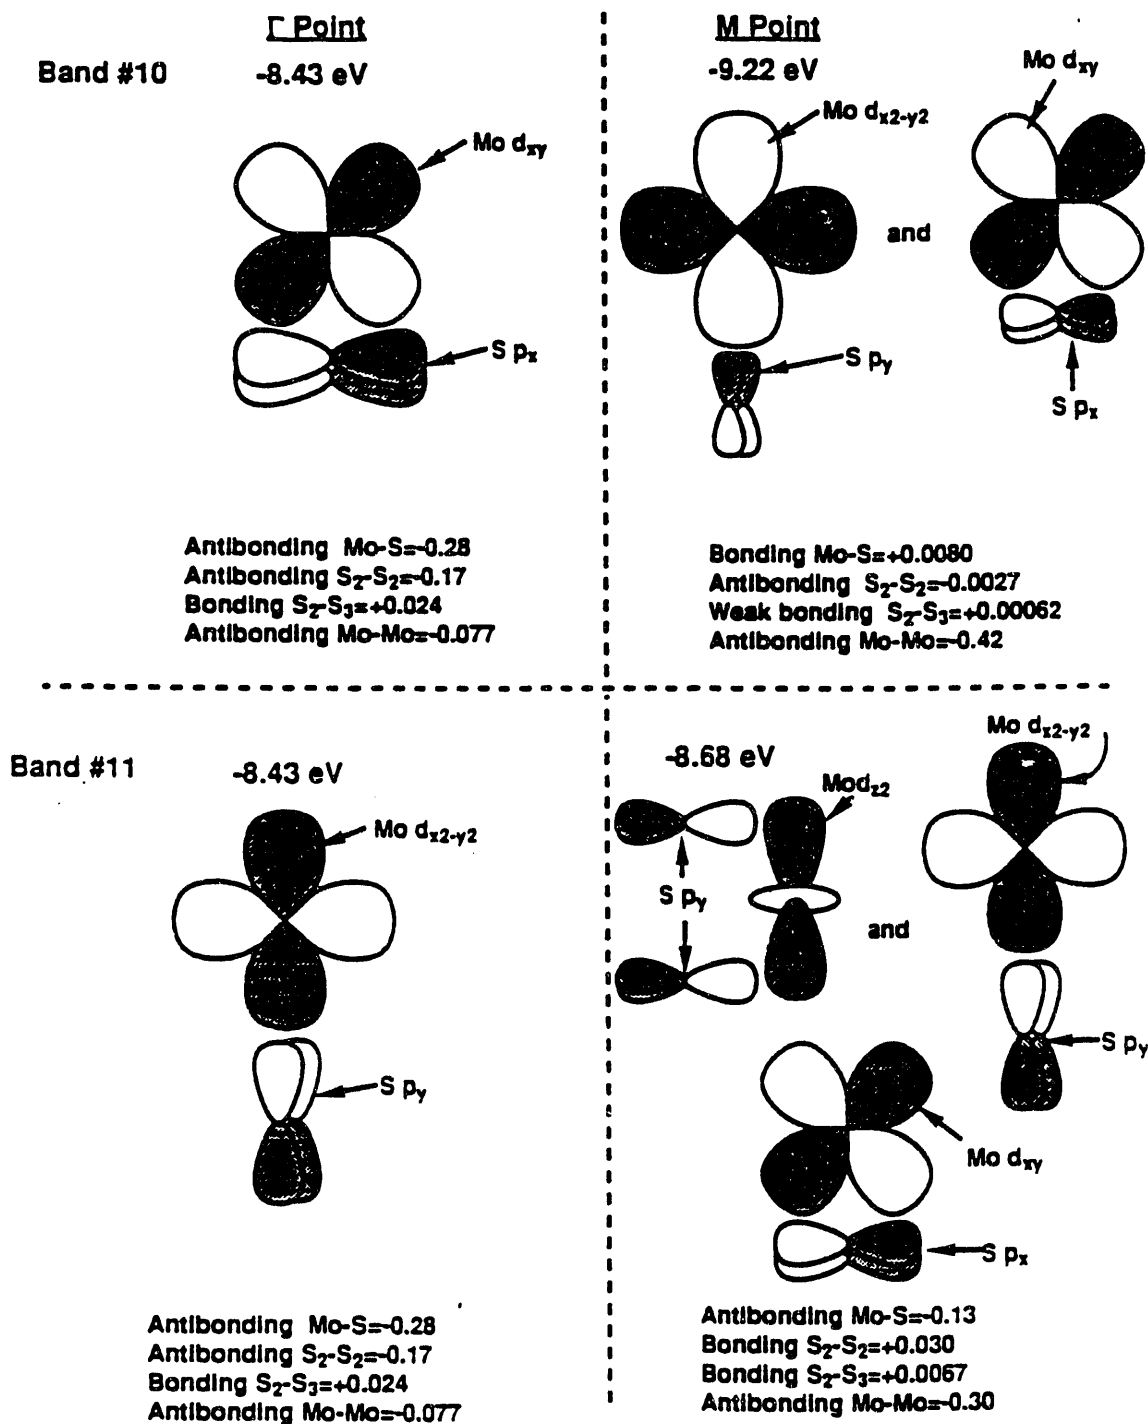 Γ Point
M Point
Band #10
-8.43 eV
Mo dxy
S px
Antibonding Mo-S=-0.28
Antibonding S2-S2=-0.17
Bonding S2-S3=+0.024
Antibonding Mo-Mo=-0.077
-9.22 eV
Mo dx2-y2
and
Mo dxy
S py
S px
Bonding Mo-S=+0.0080
Antibonding S2-S2=-0.0027
Weak bonding S2-S3=+0.00062
Antibonding Mo-Mo=-0.42
Band #11
-8.43 eV
Mo dx2-y2
S py
Antibonding Mo-S=-0.28
Antibonding S2-S2=-0.17
Bonding S2-S3=+0.024
Antibonding Mo-Mo=-0.077
-8.68 eV
Modz2
Mo dx2-y2
S py
and
S py
Mo dxy
S px
Antibonding Mo-S=-0.13
Bonding S2-S2=+0.030
Bonding S2-S3=+0.0067
Antibonding Mo-Mo=-0.30